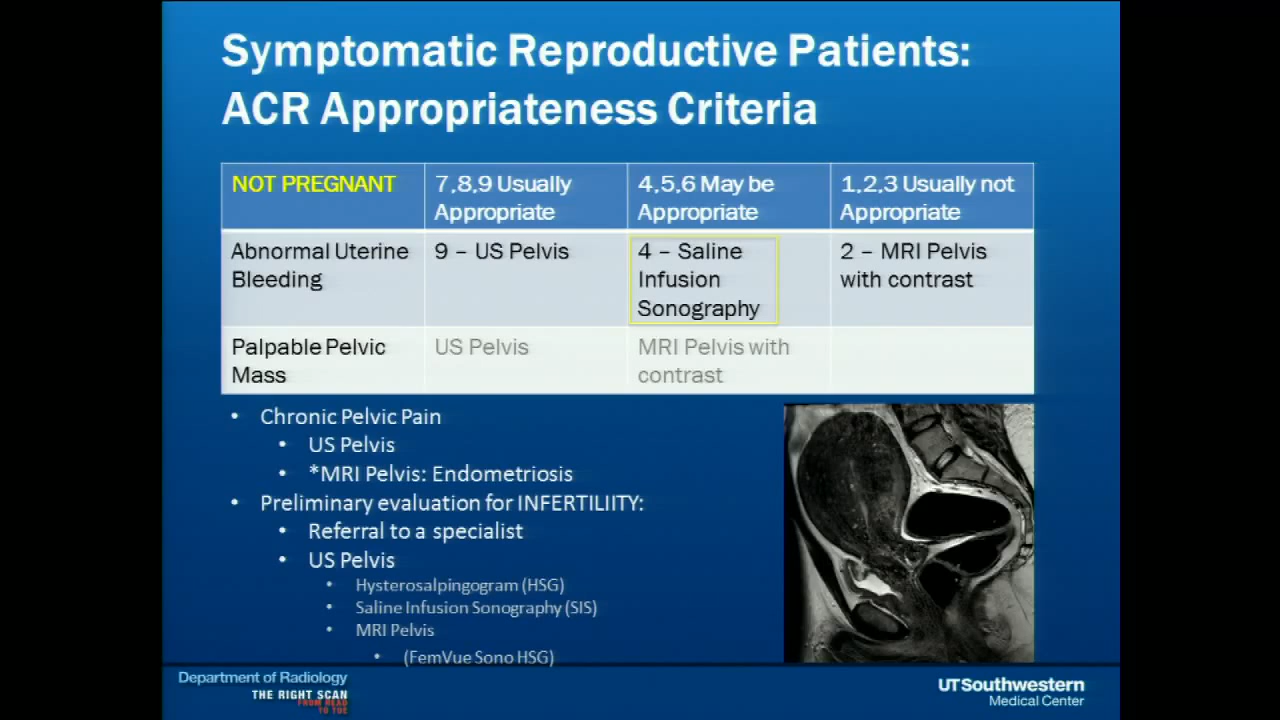 Symptomatic Reproductive Patients:
ACR Appropriateness Criteria
NOT PREGNANT
7,8,9 Usually
Appropriate
4,5,6 May be
Appropriate
1,2,3 Usually not
Appropriate
Abnormal Uterine
Bleeding
9 – US Pelvis
4 – Saline
Infusion
Sonography
2 – MRI Pelvis
with contrast
Palpable Pelvic
Mass
US Pelvis
MRI Pelvis with
contrast
• Chronic Pelvic Pain
• US Pelvis
• *MRI Pelvis: Endometriosis
• Preliminary evaluation for INFERTILIITY:
• Referral to a specialist
• US Pelvis
• Hysterosalpingogram (HSG)
• Saline Infusion Sonography (SIS)
• MRI Pelvis
• (FemVue Sono HSG)
Department of Radiology
THE RIGHT SCAN
FROM HEAD
TO TOE
UTSouthwestern
Medical Center